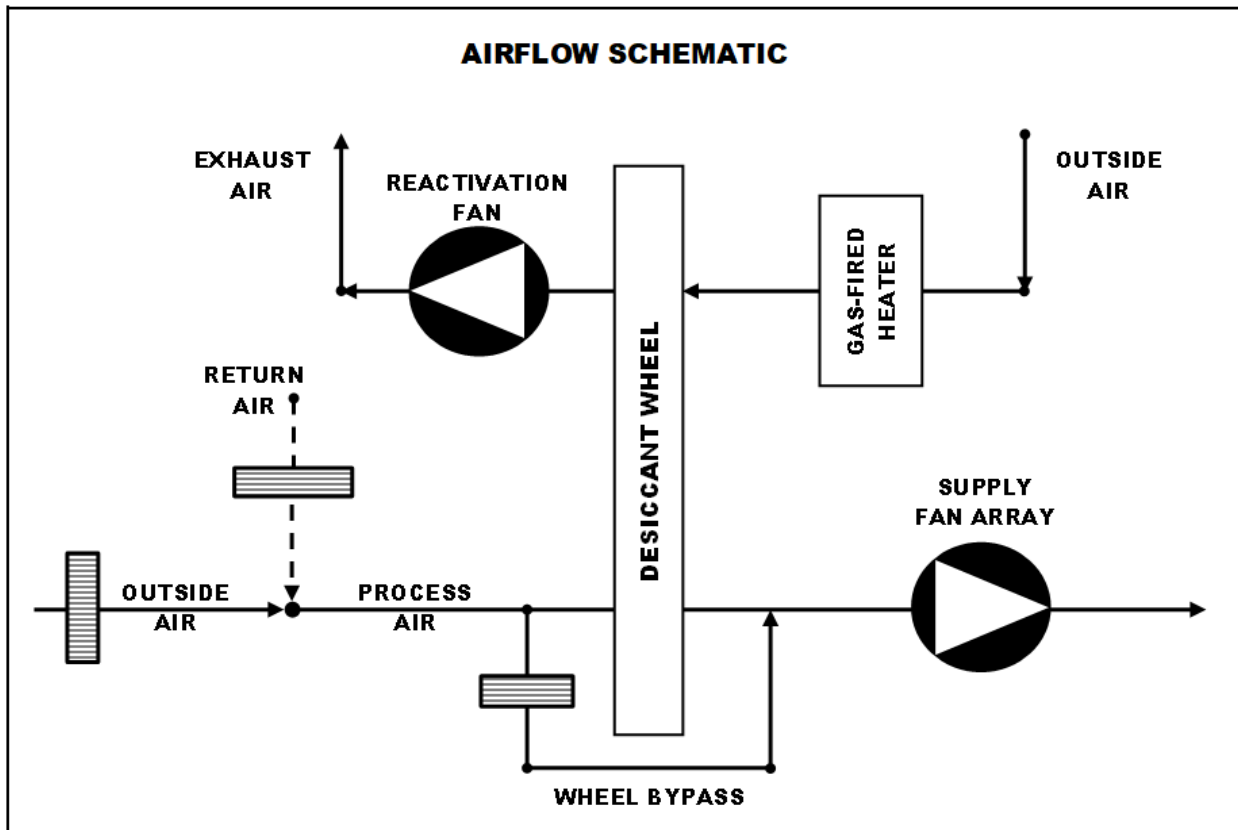 AIRFLOW SCHEMATIC
EXHAUST
AIR
REACTIVATION
FAN
OUTSIDE
AIR
GAS-FIRED
HEATER
DESICCANT WHEEL
RETURN
AIR
SUPPLY
FAN ARRAY
OUTSIDE
AIR
PROCESS
AIR
WHEEL BYPASS